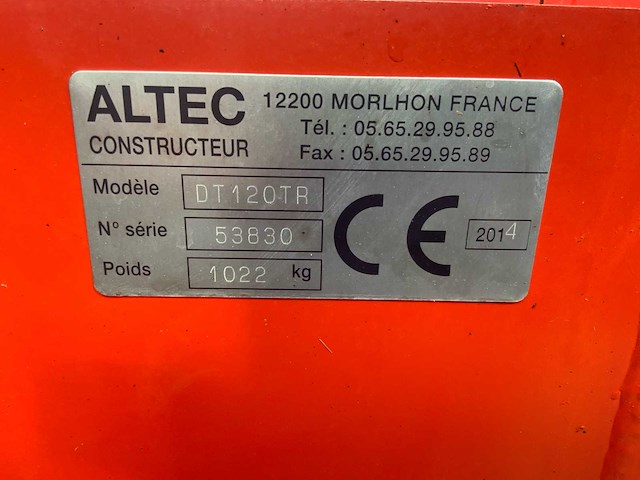 ALTEC
CONSTRUCTEUR
12200 MORLHON FRANCE
Tél. : 05.65.29.95.88
Fax : 05.65.29.95.89
Modèle DT120TR
N° série 53830
Poids 1022 kg
CE 2014